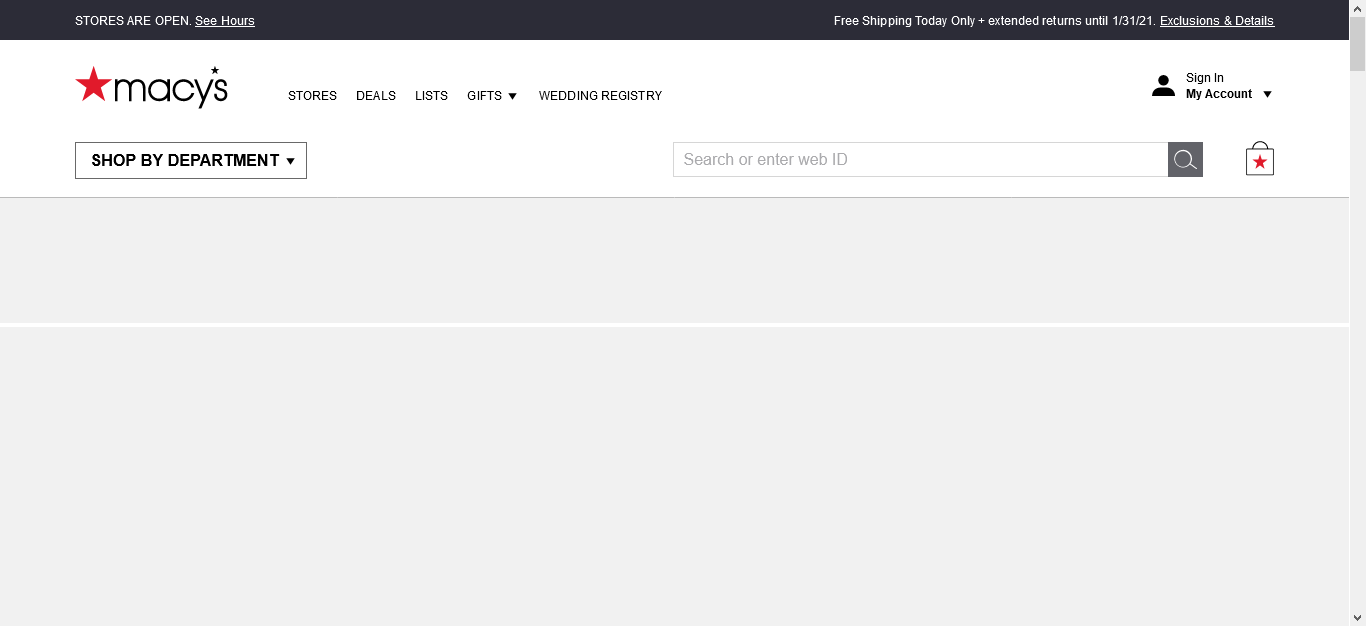 STORES ARE OPEN. See Hours
Free Shipping Today Only + extended returns until 1/31/21. Exclusions & Details
macy's
STORES
DEALS
LISTS
GIFTS
WEDDING REGISTRY
Sign In
My Account
SHOP BY DEPARTMENT
Search or enter web ID